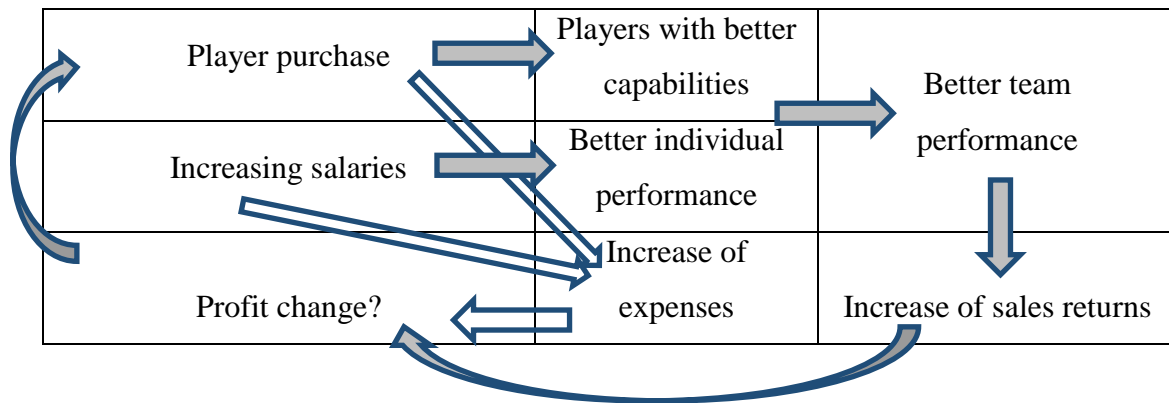 Player purchase
Players with better
capabilities
Better team
performance
Increasing salaries
Better individual
performance
Profit change?
Increase of
expenses
Increase of sales returns